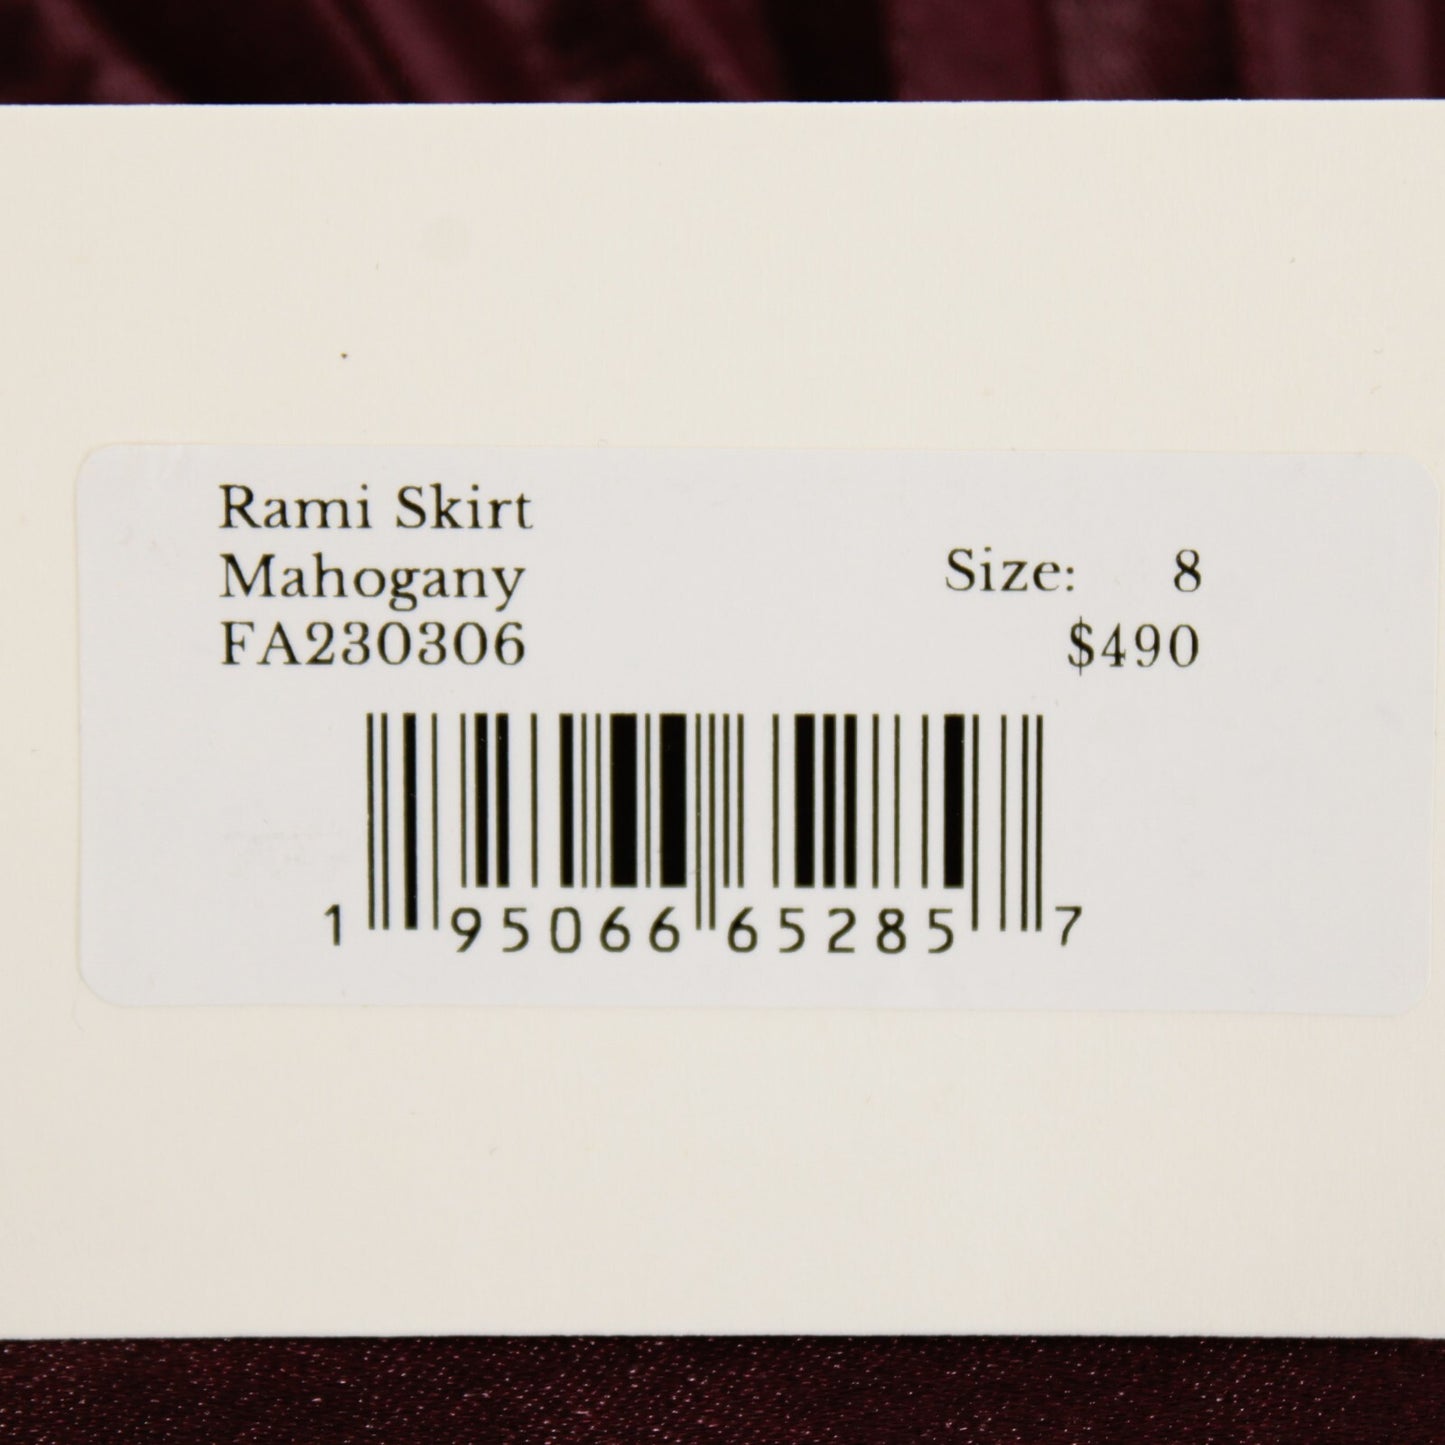 Rami Skirt
Mahogany
Size: 8
FA230306
$490
1 95066 65285 7